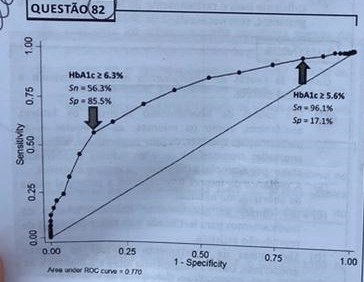 QUESTÃO 82
1.00
0.75
0.50
0.25
0.00
Sensitivity
HbA1c ≥ 6.3%
Sn = 56.3%
Sp = 85.5%
HbA1c ≥ 5.6%
Sn = 96.1%
Sp = 17.1%
0.00
0.25
0.50
0.75
1.00
1 - Specificity
Area under ROC curve = 0.770